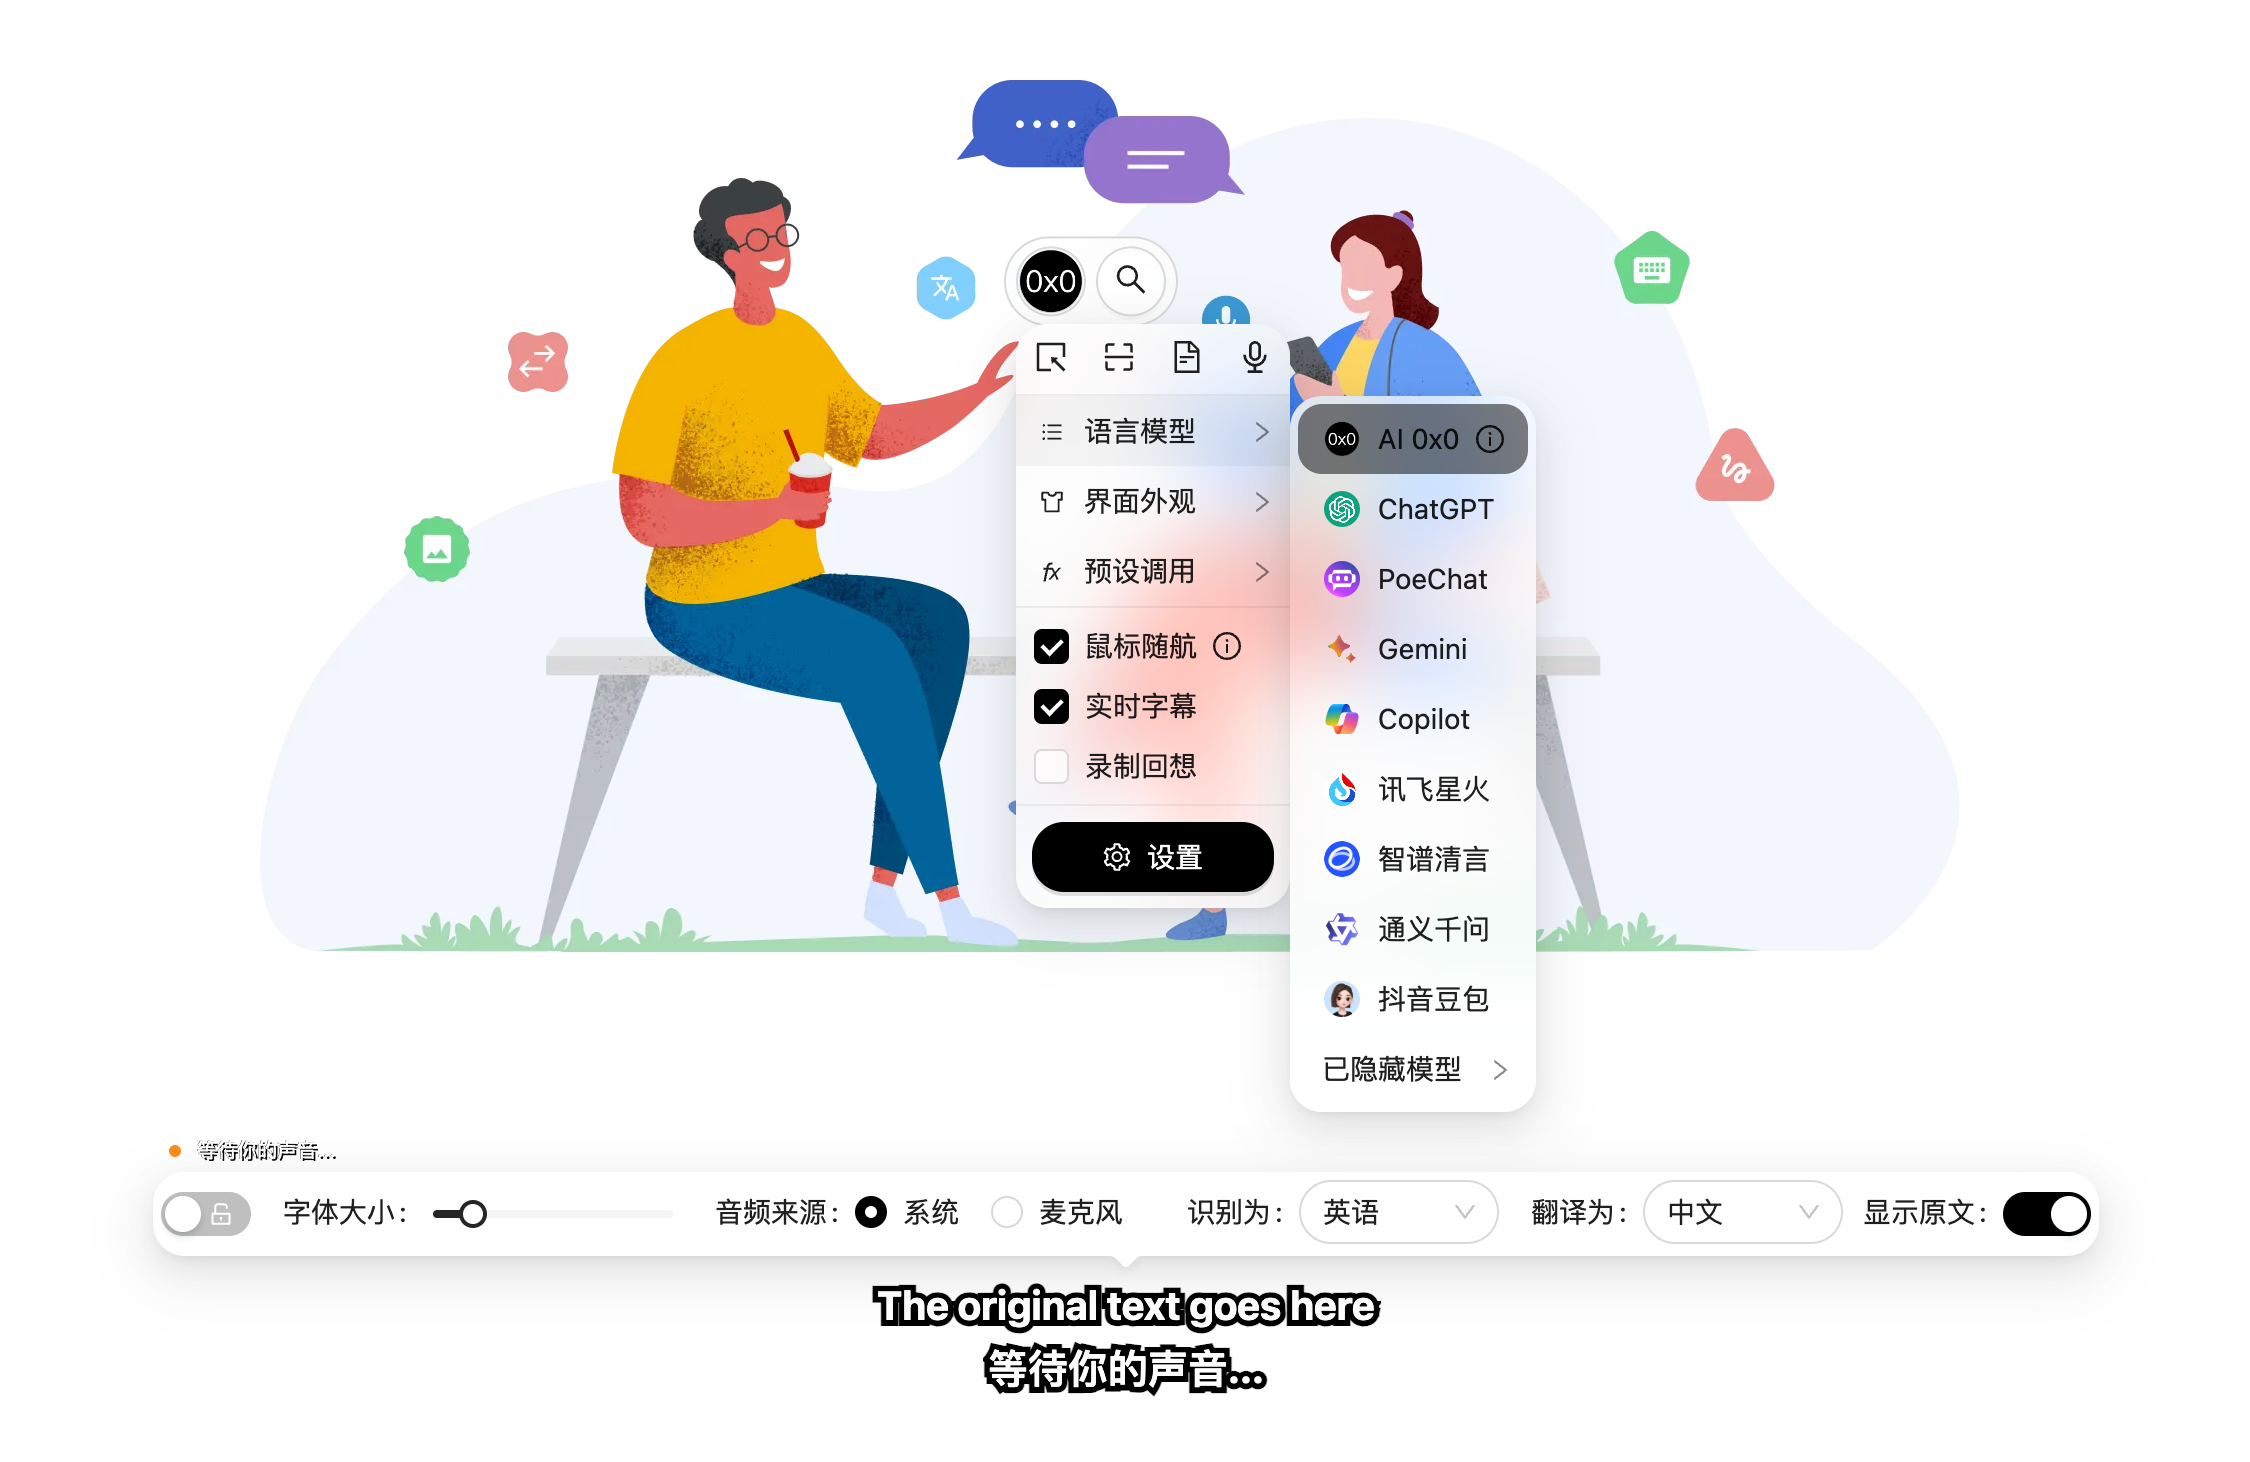 0x0
语言模型
界面外观
fx 预设调用
鼠标随航
实时字幕
录制回想
设置
0x0 AI 0x0
ChatGPT
PoeChat
Gemini
Copilot
讯飞星火
智谱清言
通义千问
抖音豆包
已隐藏模型
等待你的声音...
字体大小: 音频来源: 系统 麦克风 识别为: 英语 翻译为: 中文 显示原文:
The original text goes here
等待你的声音...